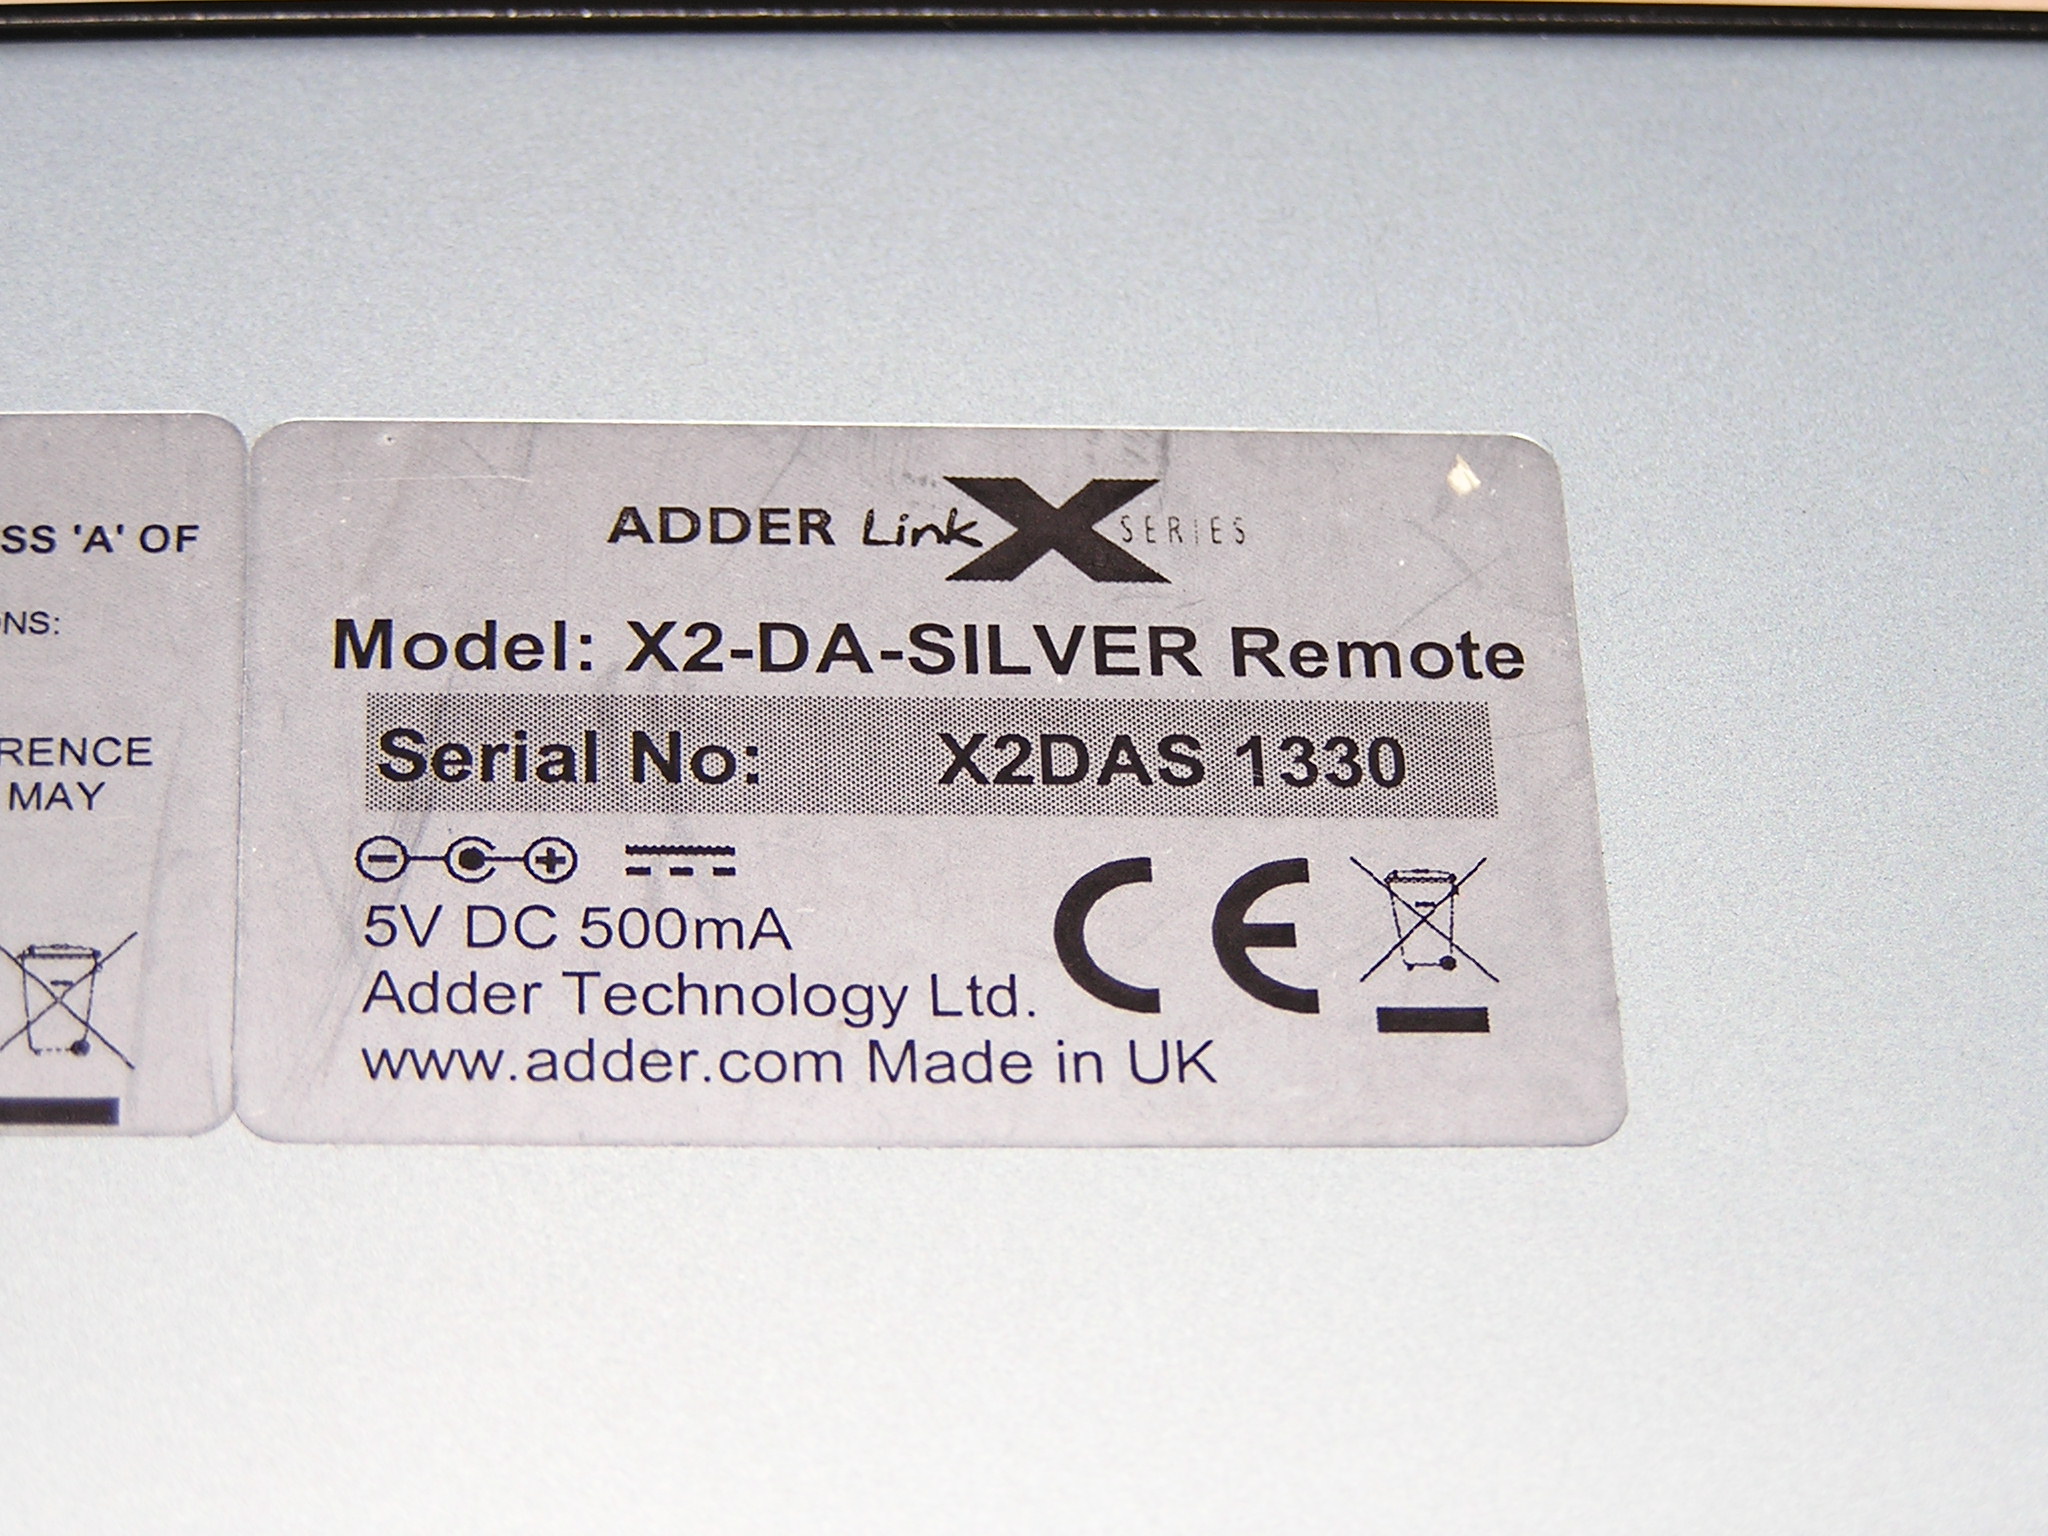 SS 'A' OF
NS:
RENCE
MAY
ADDER Link X SERIES
Model: X2-DA-SILVER Remote
Serial No: X2DAS 1330
5V DC 500mA
Adder Technology Ltd.
www.adder.com Made in UK
CE